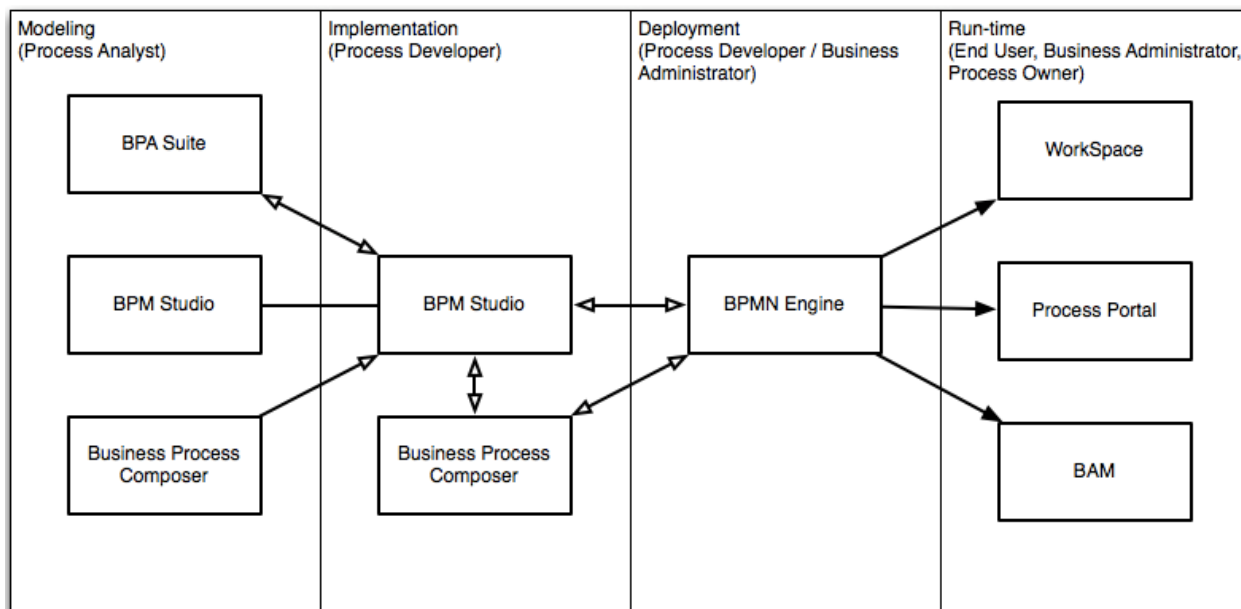 Modeling
(Process Analyst)
Implementation
(Process Developer)
Deployment
(Process Developer / Business
Administrator)
Run-time
(End User, Business Administrator,
Process Owner)
BPA Suite
WorkSpace
BPM Studio
BPM Studio
BPMN Engine
Process Portal
Business Process
Composer
Business Process
Composer
BAM